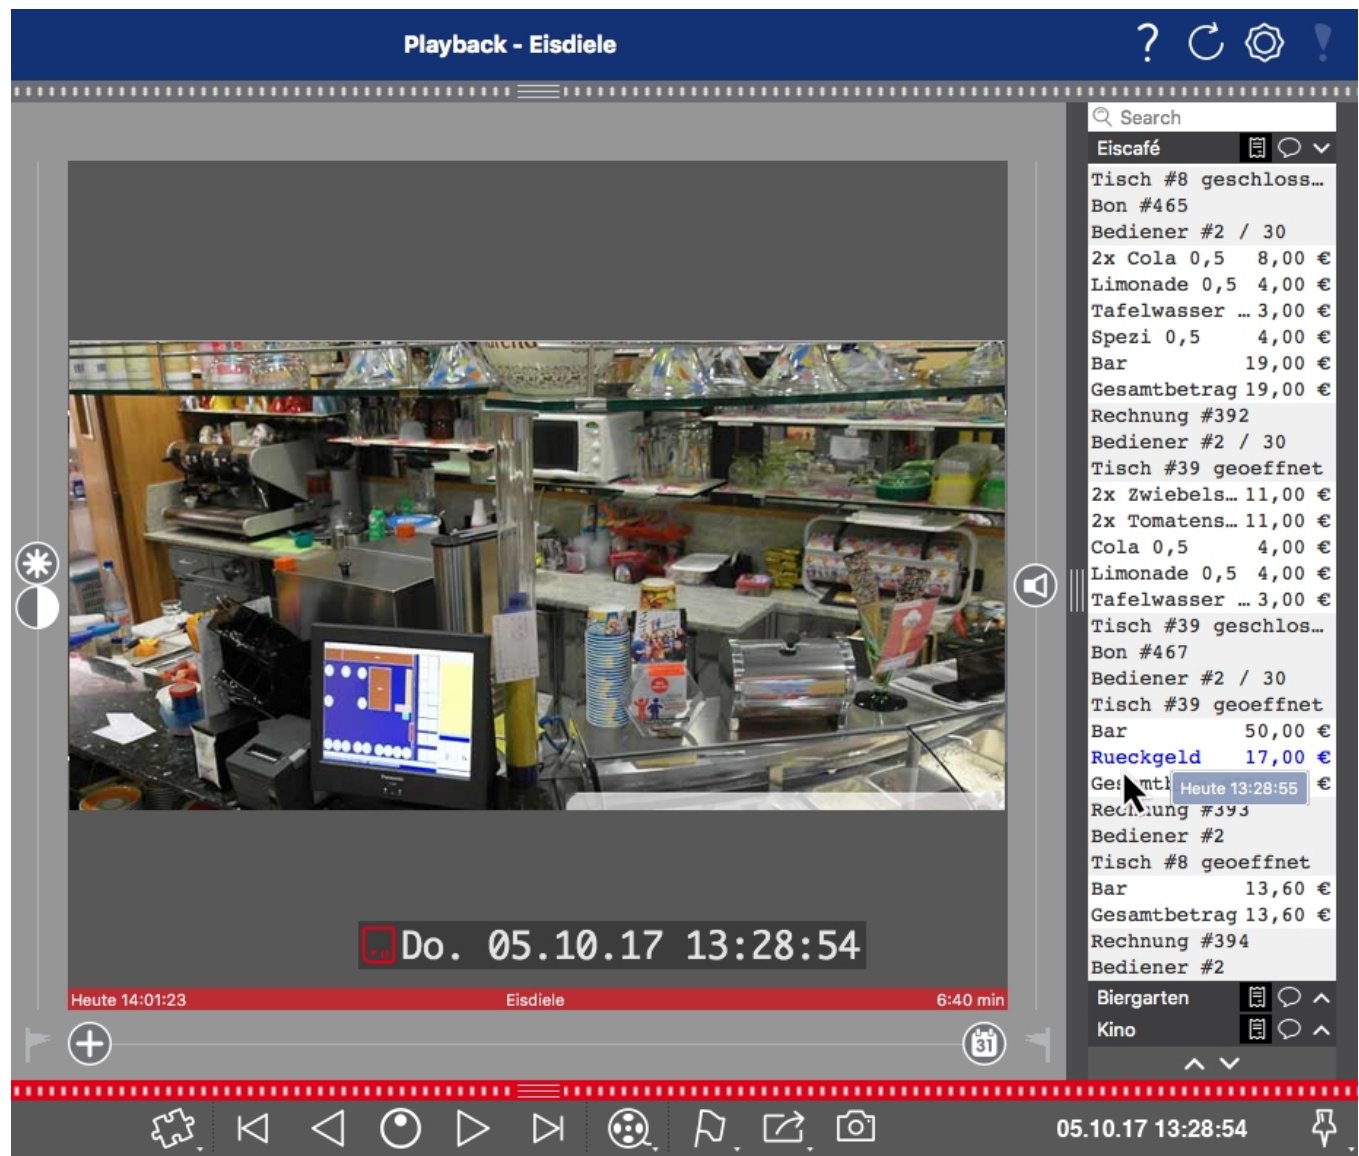 Playback - Eisdiele
Search
Eiscafé
Tisch #8 geschloss…
Bon #465
Bediener #2 / 30
2x Cola 0,5 8,00 €
Limonade 0,5 4,00 €
Tafelwasser … 3,00 €
Spezi 0,5 4,00 €
Bar 19,00 €
Gesamtbetrag 19,00 €
Rechnung #392
Bediener #2 / 30
Tisch #39 geoeffnet
2x Zwiebels… 11,00 €
2x Tomatens… 11,00 €
Cola 0,5 4,00 €
Limonade 0,5 4,00 €
Tafelwasser … 3,00 €
Tisch #39 geschlos…
Bon #467
Bediener #2 / 30
Tisch #39 geoeffnet
Bar 50,00 €
Rueckgeld 17,00 €
€
Heute 13:28:55
Rechnung #393
Bediener #2
Tisch #8 geoeffnet
Bar 13,60 €
Gesamtbetrag 13,60 €
Rechnung #394
Bediener #2
Biergarten
Kino
Do. 05.10.17 13:28:54
Heute 14:01:23 Eisdiele 6:40 min
31
05.10.17 13:28:54